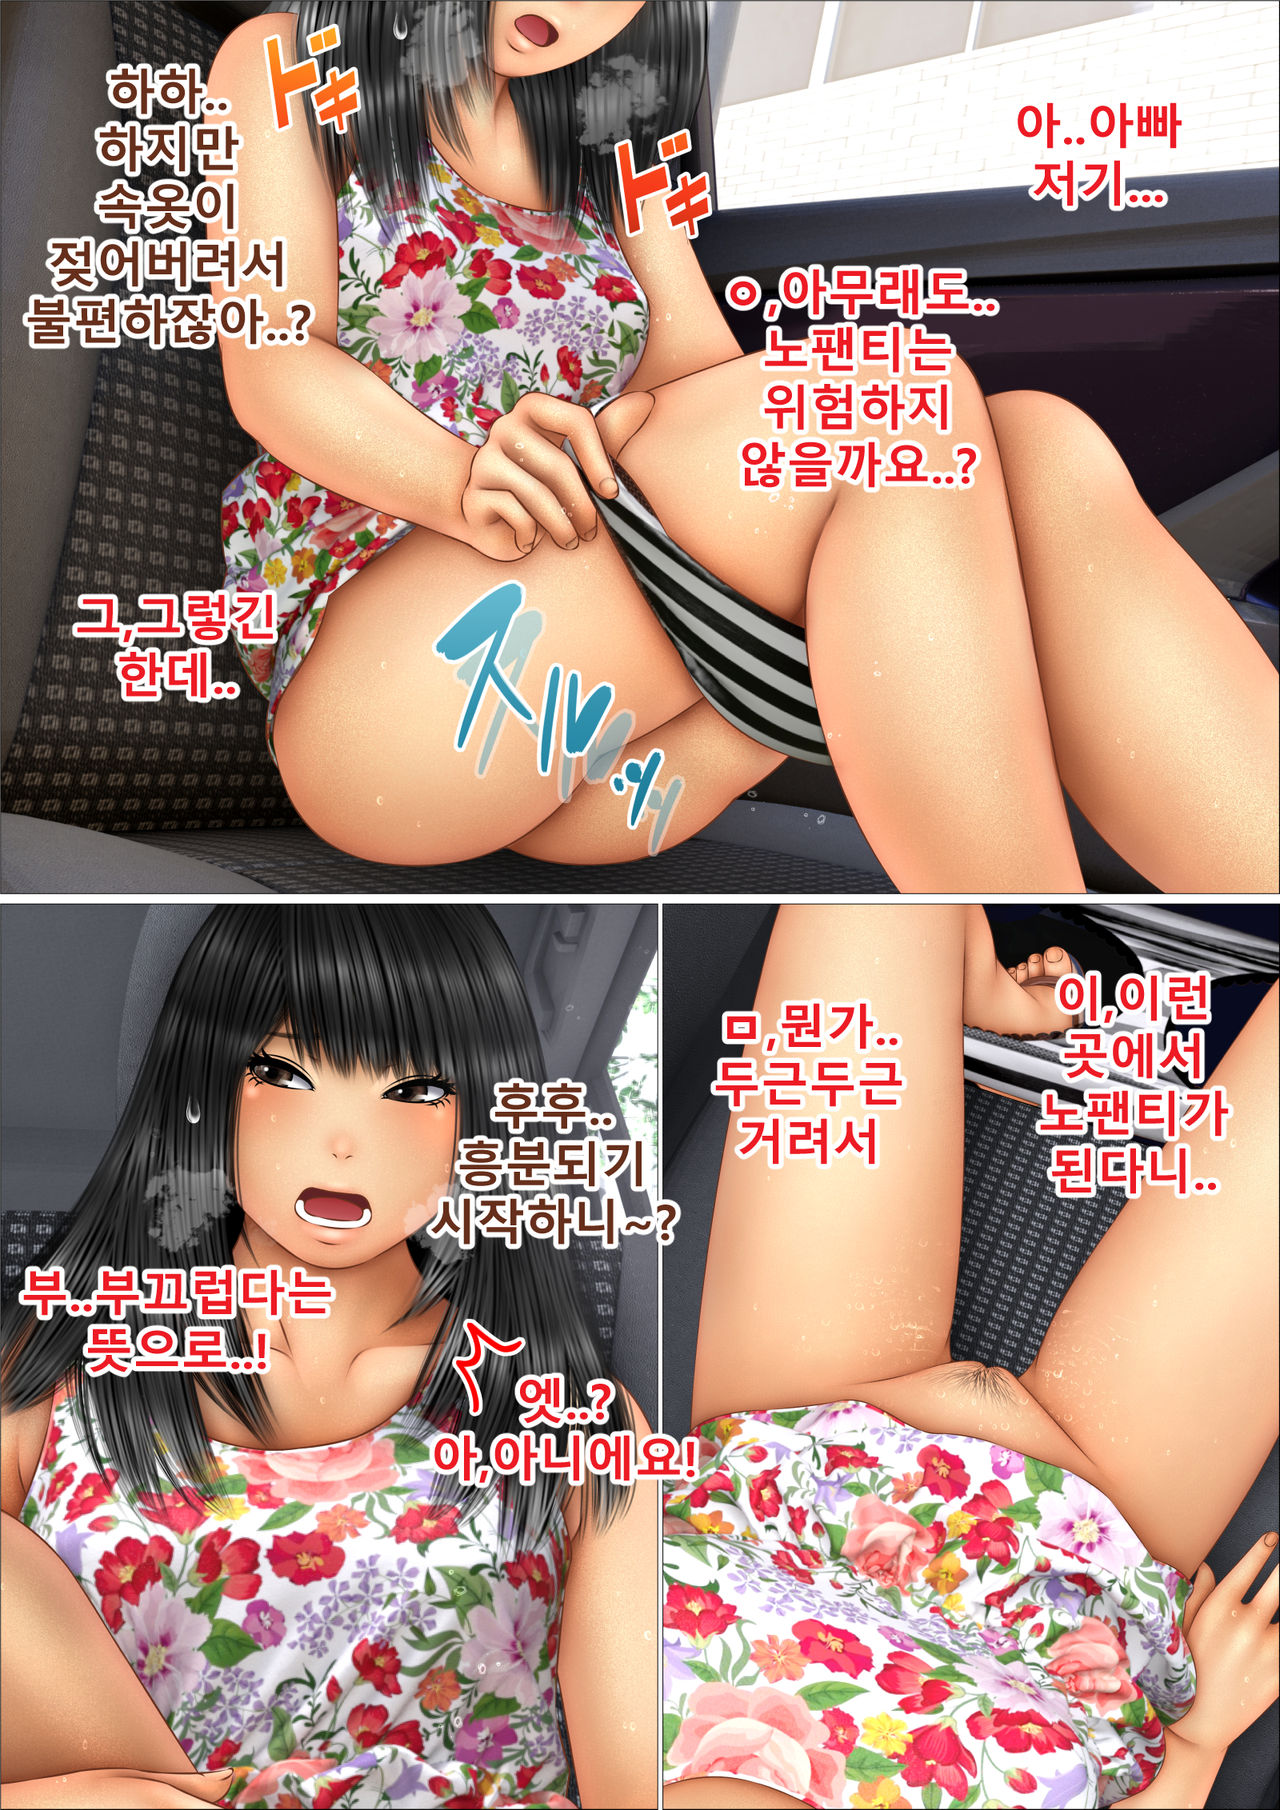 아..아빠
저기...
하하..
하지만
속옷이
젖어버려서
불편하잖아..?
ドキ
ドキ
ㅇ,아무래도..
노팬티는
위험하지
않을까요..?
그,그렇긴
한데..
ズルッ
이,이런
곳에서
노팬티가
된다니..
ㅁ,뭔가..
두근두근
거려서
후후..
흥분되기
시작하니~?
엣..?
아,아니에요!
부..부끄럽다는
뜻으로..!